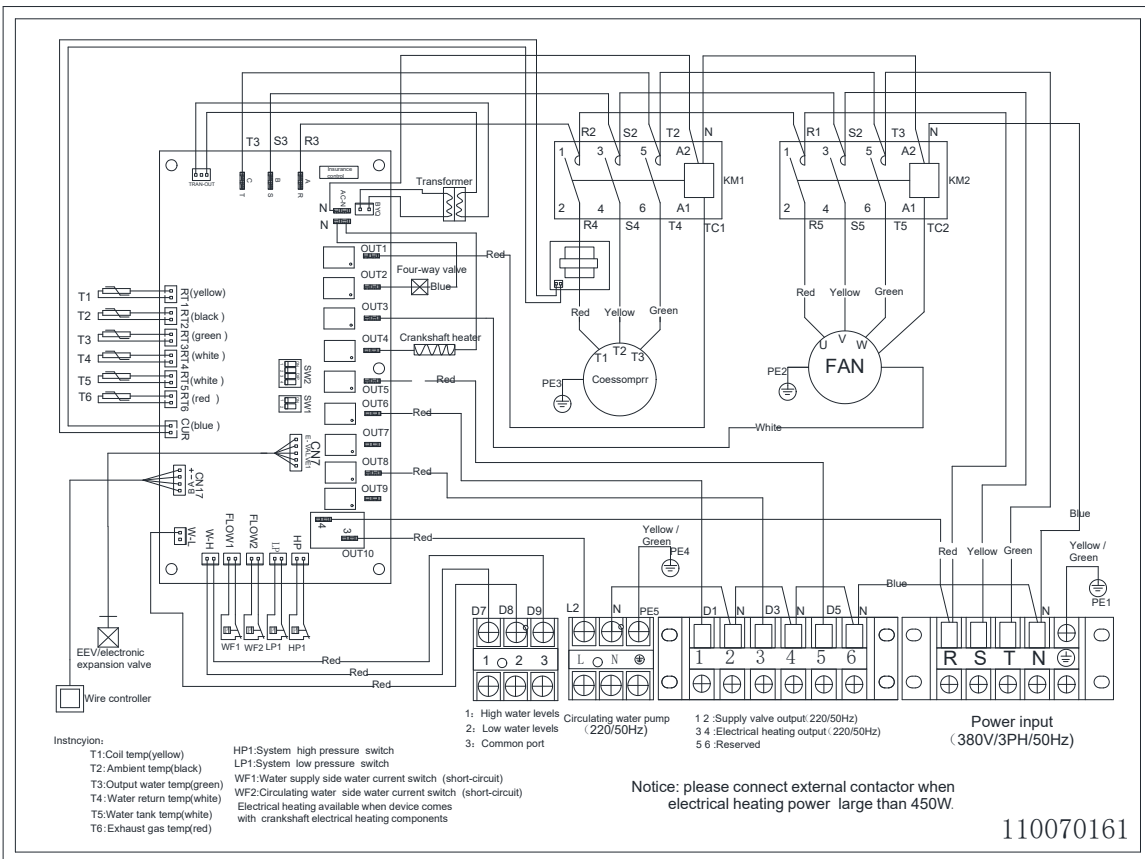 R2 S2 T2 N
R1 S2 T3 N
T3 S3 R3
1 3 5 A2
KM1
2 4 6 A1
1 3 5 A2
KM2
2 4 6 A1
TRAN-OUT
C B A
T S R
Insurance
control
Transformer
AC-N
N
N
BYQ
R4 S4 T4 TC1
R5 S5 T5 TC2
OUT1
Red
OUT2
Four-way valve
Blue
OUT3
OUT4
Crankshaft heater
OUT5
Red
OUT6
Red
OUT7
OUT8
Red
OUT9
4
3
OUT10
Red
T1 RT1 (yellow)
T2 RT2 (black )
T3 RT3 (green )
T4 RT4 (white )
T5 RT5 (white )
T6 RT6 (red )
CUR (blue )
SW2
SW1
CN7
E-VALVE1
+ - A B
CN17
W-L
W-H FLOW1 FLOW2 LP HP
WF1 WF2 LP1 HP1
Red Yellow Green
T1 T2 T3
Coessomprr
PE3
Red Yellow Green
U V W
FAN
PE2
White
Red
Red
EEV/electronic
expansion valve
Wire controller
Yellow /
Green
PE4
Blue
Red Yellow Green
Blue
Yellow /
Green
PE1
D7 D8 D9
1 2 3
L2 N PE5
L N
D1 N D3 N D5 N
1 2 3 4 5 6
N
R S T N
1: High water levels
2: Low water levels
3: Common port
Circulating water pump
(220/50Hz)
1 2 :Supply valve output(220/50Hz)
3 4 :Electrical heating output(220/50Hz)
5 6 :Reserved
Power input
(380V/3PH/50Hz)
Instncyion:
T1:Coil temp(yellow)
T2: Ambient temp(black)
T3:Output water temp(green)
T4: Water return temp(white)
T5:Water tank temp(white)
T6: Exhaust gas temp(red)
HP1:System high pressure switch
LP1:System low pressure switch
WF1:Water supply side water current switch (short-circuit)
WF2:Circulating water side water current switch (short-circuit)
Electrical heating available when device comes
with crankshaft electrical heating components
Notice: please connect external contactor when
electrical heating power large than 450W.
110070161